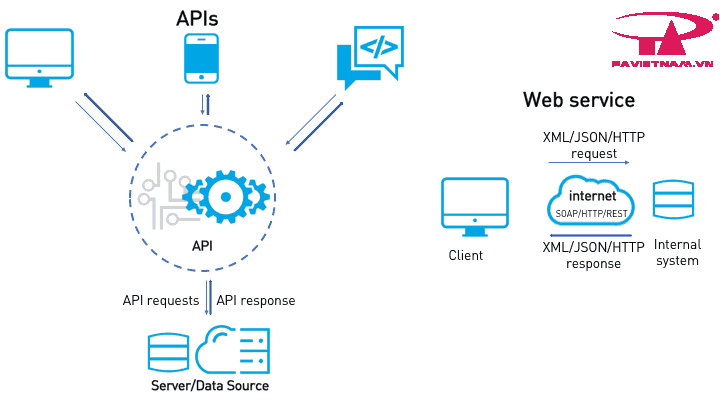 APIs
</>
API
API requests
API response
Server/Data Source
PAVIETNAM.VN
Web service
XML/JSON/HTTP
request
internet
SOAP/HTTP/REST
XML/JSON/HTTP
response
Client
Internal
system